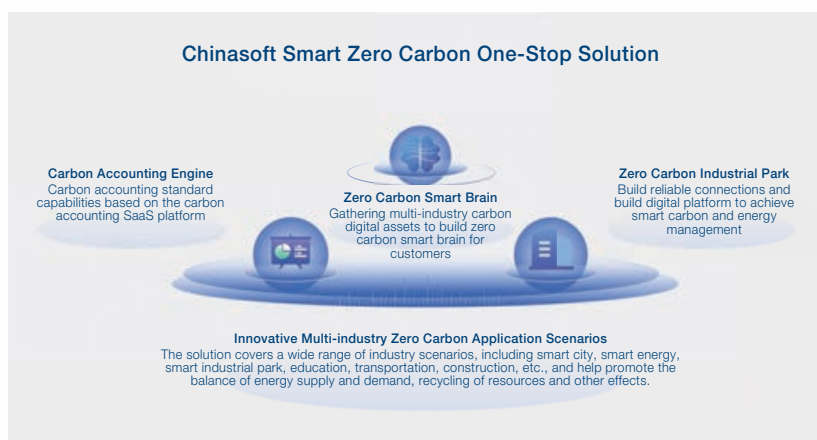 Chinasoft Smart Zero Carbon One-Stop Solution
Carbon Accounting Engine
Carbon accounting standard
capabilities based on the carbon
accounting SaaS platform
Zero Carbon Smart Brain
Gathering multi-industry carbon
digital assets to build zero
carbon smart brain for
customers
Zero Carbon Industrial Park
Build reliable connections and
build digital platform to achieve
smart carbon and energy
management
Innovative Multi-industry Zero Carbon Application Scenarios
The solution covers a wide range of industry scenarios, including smart city, smart energy,
smart industrial park, education, transportation, construction, etc., and help promote the
balance of energy supply and demand, recycling of resources and other effects.